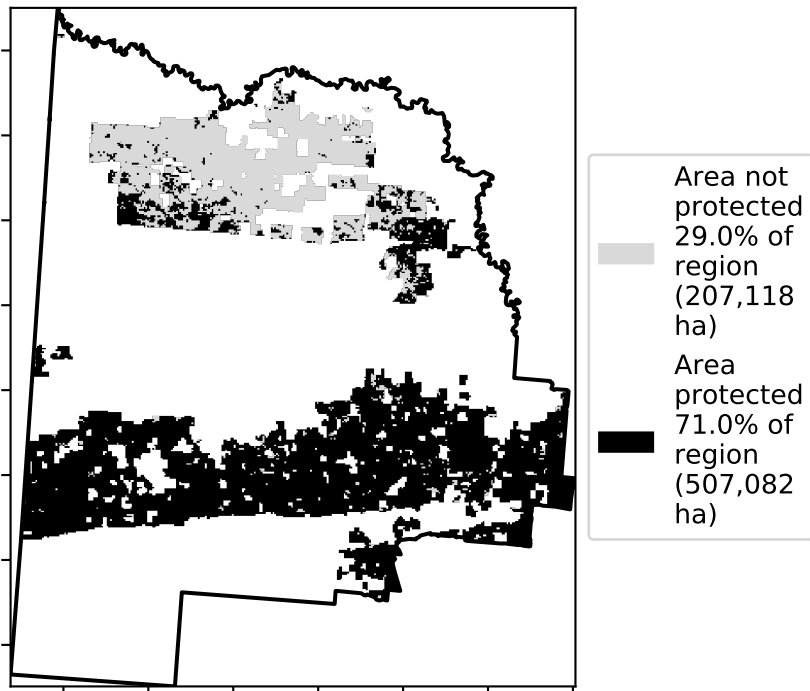 Area not
protected
29.0% of
region
(207,118
ha)
Area
protected
71.0% of
region
(507,082
ha)